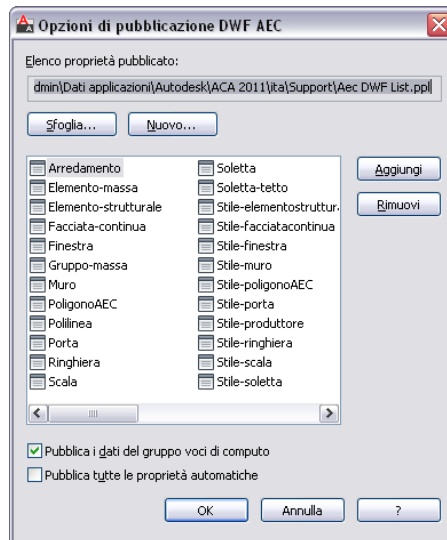 Opzioni di pubblicazione DWF AEC
Elenco proprietà pubblicato:
dmin\Dati applicazioni\Autodesk\ACA 2011\ita\Support\Aec DWF List.ppl
Sfoglia... Nuovo...
Arredamento
Elemento-massa
Elemento-strutturale
Facciata-continua
Finestra
Gruppo-massa
Muro
PoligonoAEC
Polilinea
Porta
Ringhiera
Scala
Soletta
Soletta-tetto
Stile-elementostruttur
Stile-facciatacontinua
Stile-finestra
Stile-muro
Stile-poligonoAEC
Stile-porta
Stile-produttore
Stile-ringhiera
Stile-scala
Stile-soletta
Aggiungi
Rimuovi
Pubblica i dati del gruppo voci di computo
Pubblica tutte le proprietà automatiche
OK Annulla ?